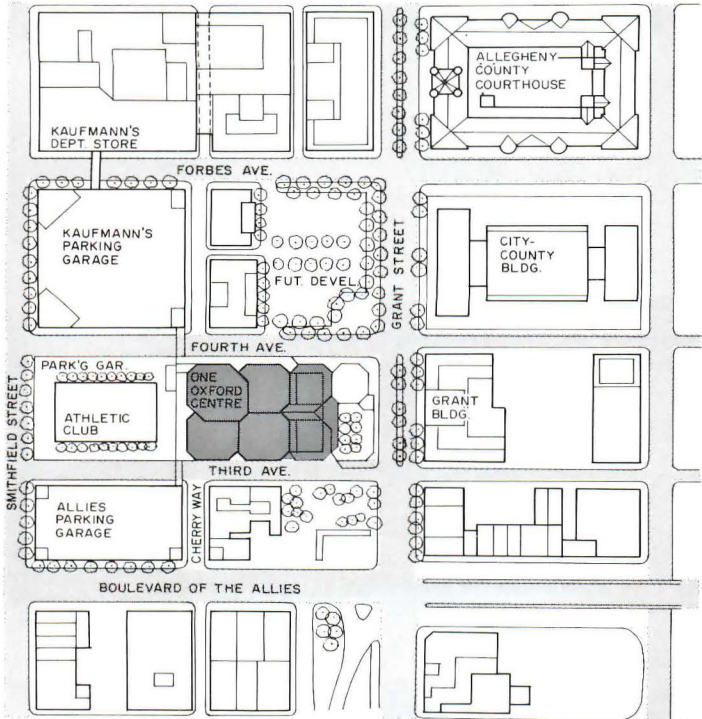 ALLEGHENY
COUNTY
COURTHOUSE
KAUFMANN'S
DEPT. STORE
FORBES AVE.
KAUFMANN'S
PARKING
GARAGE
FUT. DEVEL.
GRANT STREET
CITY-
COUNTY
BLDG.
FOURTH AVE.
PARK'G GAR.
ATHLETIC
CLUB
ONE
OXFORD
CENTRE
GRANT
BLDG.
SMITHFIELD STREET
THIRD AVE.
ALLIES
PARKING
GARAGE
CHERRY WAY
BOULEVARD OF THE ALLIES